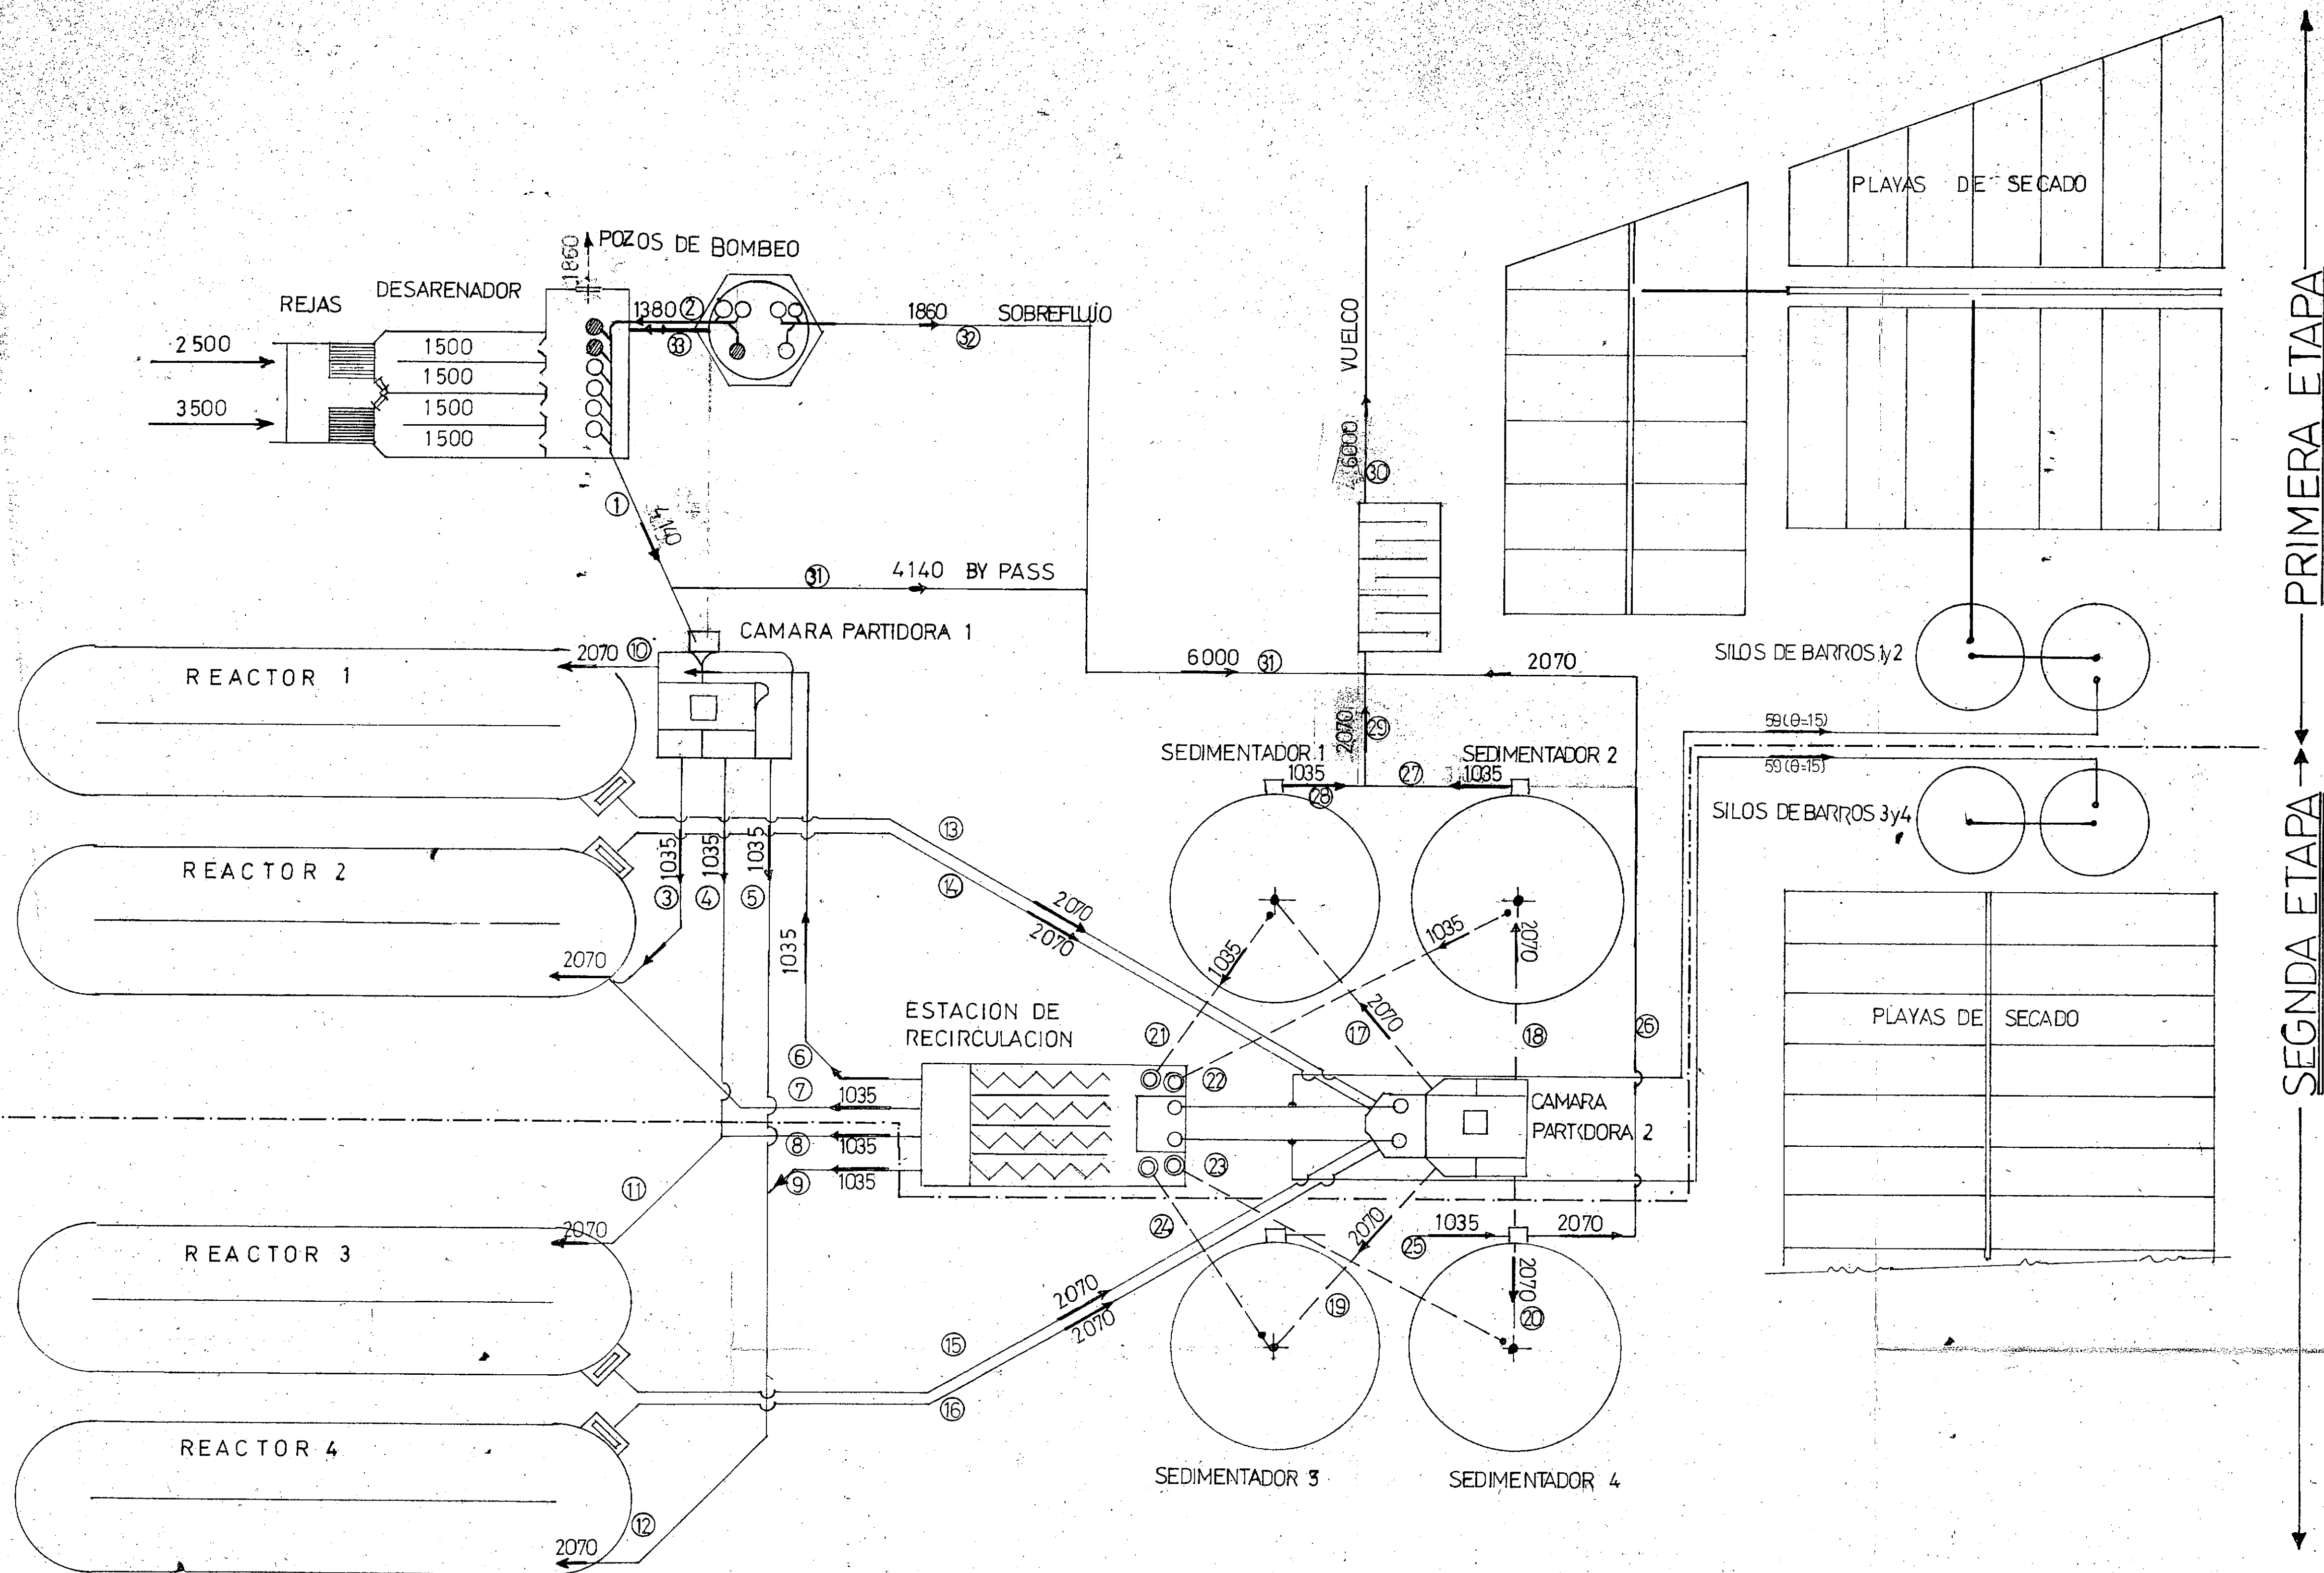 PLAYAS DE SECADO
1860
POZOS DE BOMBEO
DESARENADOR
REJAS
1380 2
33
1860
32
SOBREFLUJO
2500
3500
1500
1500
1500
1500
VUELCO
6000
30
1
4140
31
4140 BY PASS
PRIMERA ETAPA
CAMARA PARTIDORA 1
2070 10
REACTOR 1
6000 31
2070
SILOS DE BARROS 1y2
59(θ=15)
59(θ=15)
SILOS DE BARROS 3y4
2070
29
SEDIMENTADOR 1
SEDIMENTADOR 2
1035
28
27
1035
13
14
2070
2070
REACTOR 2
1035
1035
1035
3
4
5
2070
1035
1035
1035
2070
2070
17
18
26
21
22
ESTACION DE
RECIRCULACION
6
7
1035
8
1035
9
1035
CAMARA
PARTIDORA 2
PLAYAS DE SECADO
SEGNDA ETAPA
23
24
11
2070
REACTOR 3
2070
19
25
1035
2070
2070
20
15
16
2070
2070
REACTOR 4
12
2070
SEDIMENTADOR 3
SEDIMENTADOR 4